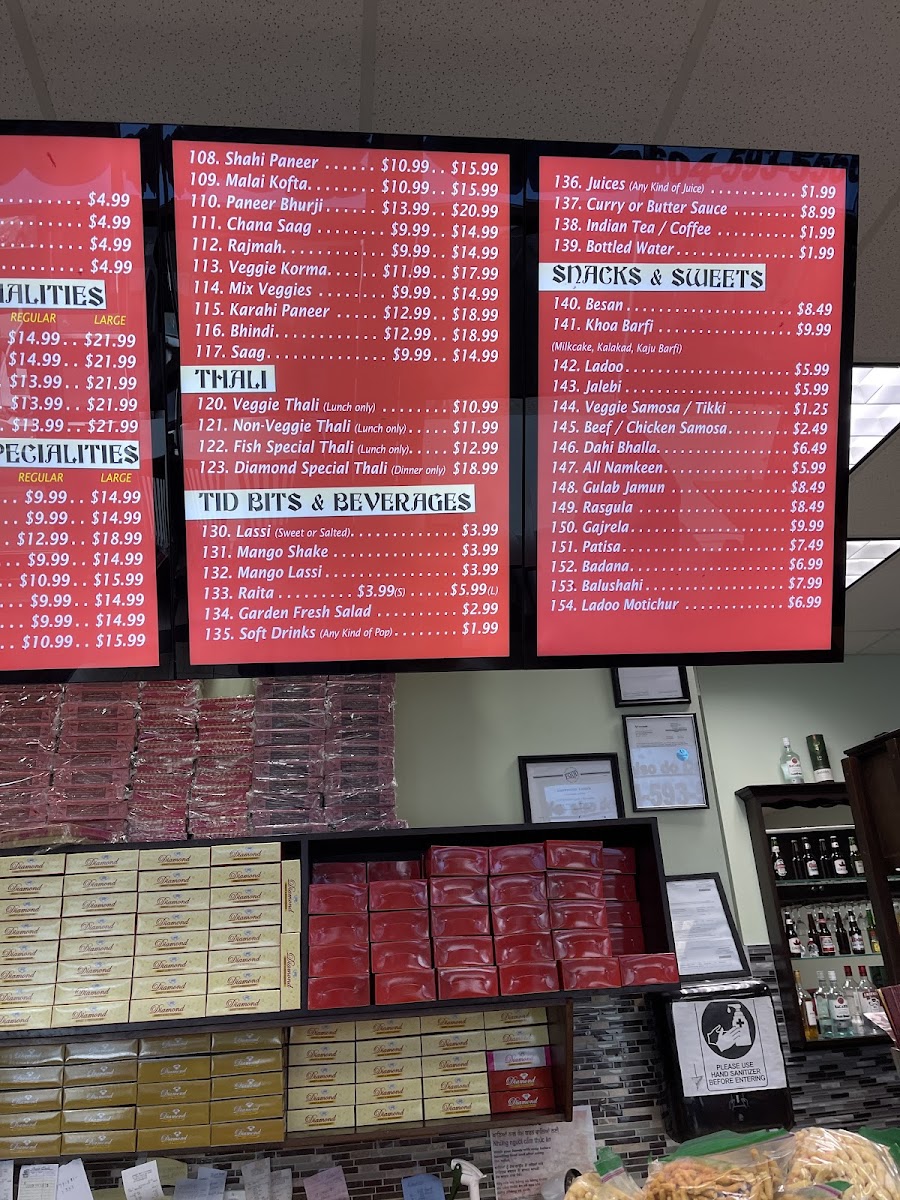 $4.99
$4.99
$4.99
$4.99
IALITIES
REGULAR LARGE
$14.99. . $21.99
$14.99. . $21.99
$13.99. . $21.99
$13.99. . $21.99
$13.99. . $21.99
PECIALITIES
REGULAR LARGE
$9.99. . $14.99
$9.99. . $14.99
$12.99. . $18.99
$9.99. . $14.99
$10.99. . $15.99
$9.99. . $14.99
$9.99. . $14.99
$10.99. . $15.99
108. Shahi Paneer . . . . . . $10.99. . $15.99
109. Malai Kofta. . . . . . . $10.99. . $15.99
110. Paneer Bhurji . . . . . . $13.99. . $20.99
111. Chana Saag . . . . . . . $9.99. . $14.99
112. Rajmah. . . . . . . . . . $9.99. . $14.99
113. Veggie Korma. . . . . . $11.99. . $17.99
114. Mix Veggies . . . . . . . $9.99. . $14.99
115. Karahi Paneer . . . . . $12.99. . $18.99
116. Bhindi. . . . . . . . . . $12.99. . $18.99
117. Saag. . . . . . . . . . . $9.99. . $14.99
THALI
120. Veggie Thali (Lunch only) . . . . . . . . $10.99
121. Non-Veggie Thali (Lunch only). . . . . $11.99
122. Fish Special Thali (Lunch only). . . . . $12.99
123. Diamond Special Thali (Dinner only) $18.99
TID BITS & BEVERAGES
130. Lassi (Sweet or Salted). . . . . . . . . . . $3.99
131. Mango Shake . . . . . . . . . . . . $3.99
132. Mango Lassi. . . . . . . . . . . . . $3.99
133. Raita . . . . . . . . $3.99(S) . . . . . $5.99(L)
134. Garden Fresh Salad . . . . . . . . . $2.99
135. Soft Drinks (Any Kind of Pop). . . . . . . $1.99
136. Juices (Any Kind of Juice) . . . . . . . . . $1.99
137. Curry or Butter Sauce . . . . . . . $8.99
138. Indian Tea / Coffee . . . . . . . . $1.99
139. Bottled Water. . . . . . . . . . . . $1.99
SNACKS & SWEETS
140. Besan . . . . . . . . . . . . . . . . $8.49
141. Khoa Barfi . . . . . . . . . . . . . $9.99
(Milkcake, Kalakad, Kaju Barfi)
142. Ladoo. . . . . . . . . . . . . . . . $5.99
143. Jalebi . . . . . . . . . . . . . . . . $5.99
144. Veggie Samosa / Tikki . . . . . . . $1.25
145. Beef / Chicken Samosa. . . . . . . $2.49
146. Dahi Bhalla. . . . . . . . . . . . . $6.49
147. All Namkeen. . . . . . . . . . . . $5.99
148. Gulab Jamun . . . . . . . . . . . . $8.49
149. Rasgula . . . . . . . . . . . . . . . $8.49
150. Gajrela. . . . . . . . . . . . . . . $9.99
151. Patisa. . . . . . . . . . . . . . . . $7.49
152. Badana. . . . . . . . . . . . . . . $6.99
153. Balushahi . . . . . . . . . . . . . . $7.99
154. Ladoo Motichur . . . . . . . . . . $6.99
Diamond
Diamond
Diamond
Diamond
PLEASE USE
HAND SANITIZER
BEFORE ENTERING